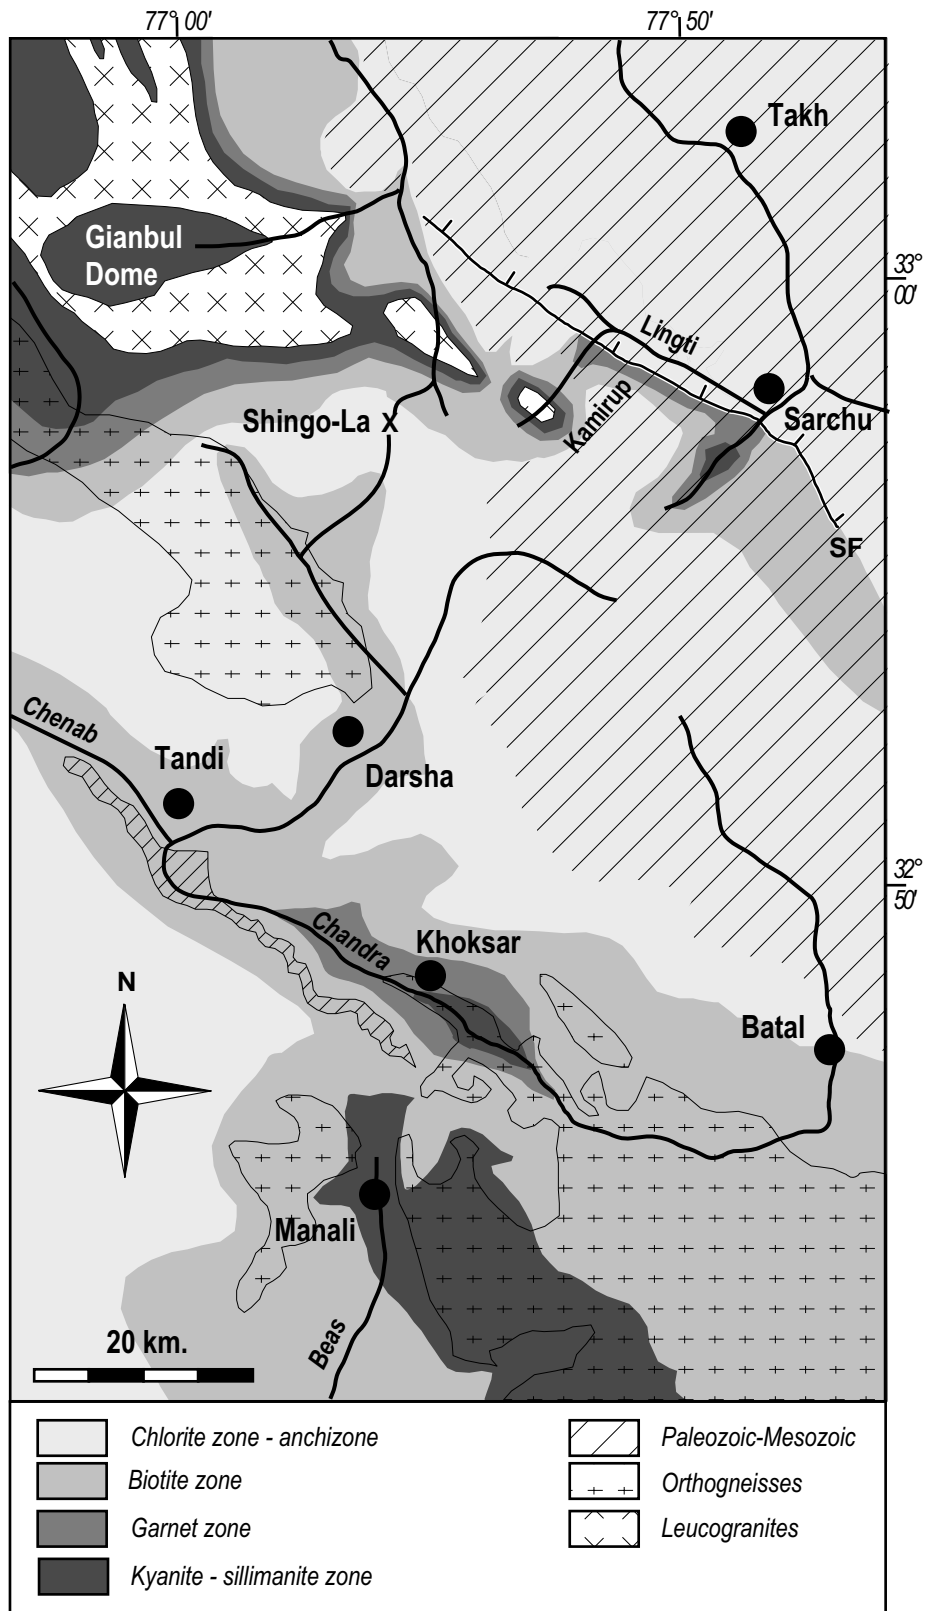 77° 00'
77° 50'
Takh
Gianbul
Dome
33°
00'
Lingti
Kamirup
Sarchu
Shingo-La X
SF
Chenab
Tandi
Darsha
32°
50'
Chandra
Khoksar
N
Batal
Manali
Beas
20 km.
Chlorite zone - anchizone
Paleozoic-Mesozoic
Biotite zone
Orthogneisses
Garnet zone
Leucogranites
Kyanite - sillimanite zone